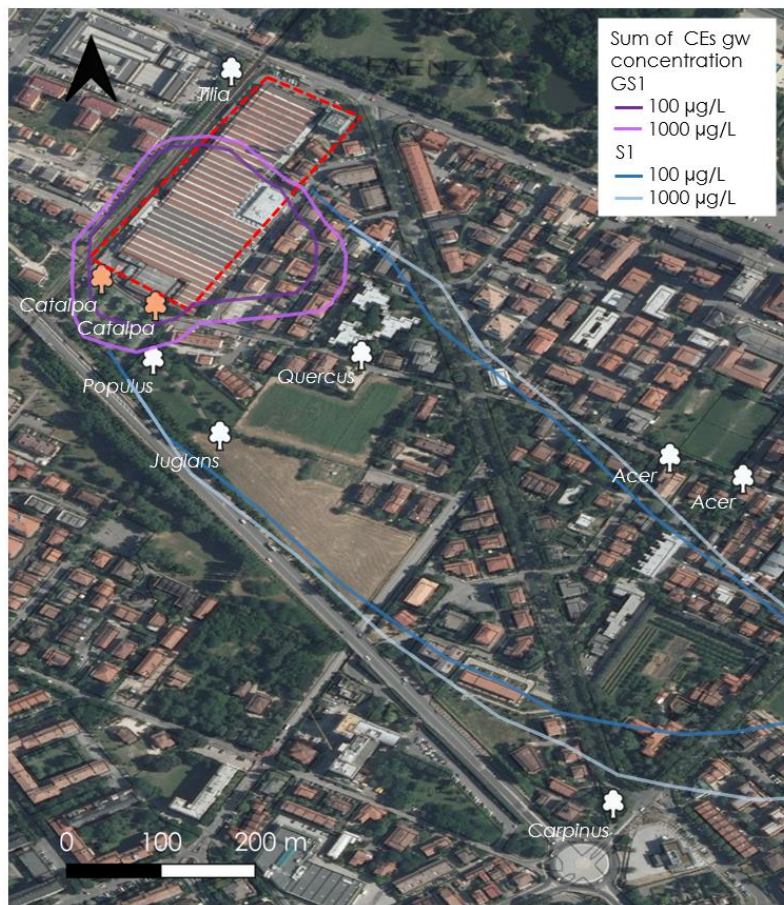 Sum of CEs gw
concentration
GS1
100 µg/L
1000 µg/L
S1
100 µg/L
1000 µg/L
FAENZA
Tilia
Catalpa
Catalpa
Populus
Quercus
Juglans
Acer
Acer
Carpinus
0 100 200 m